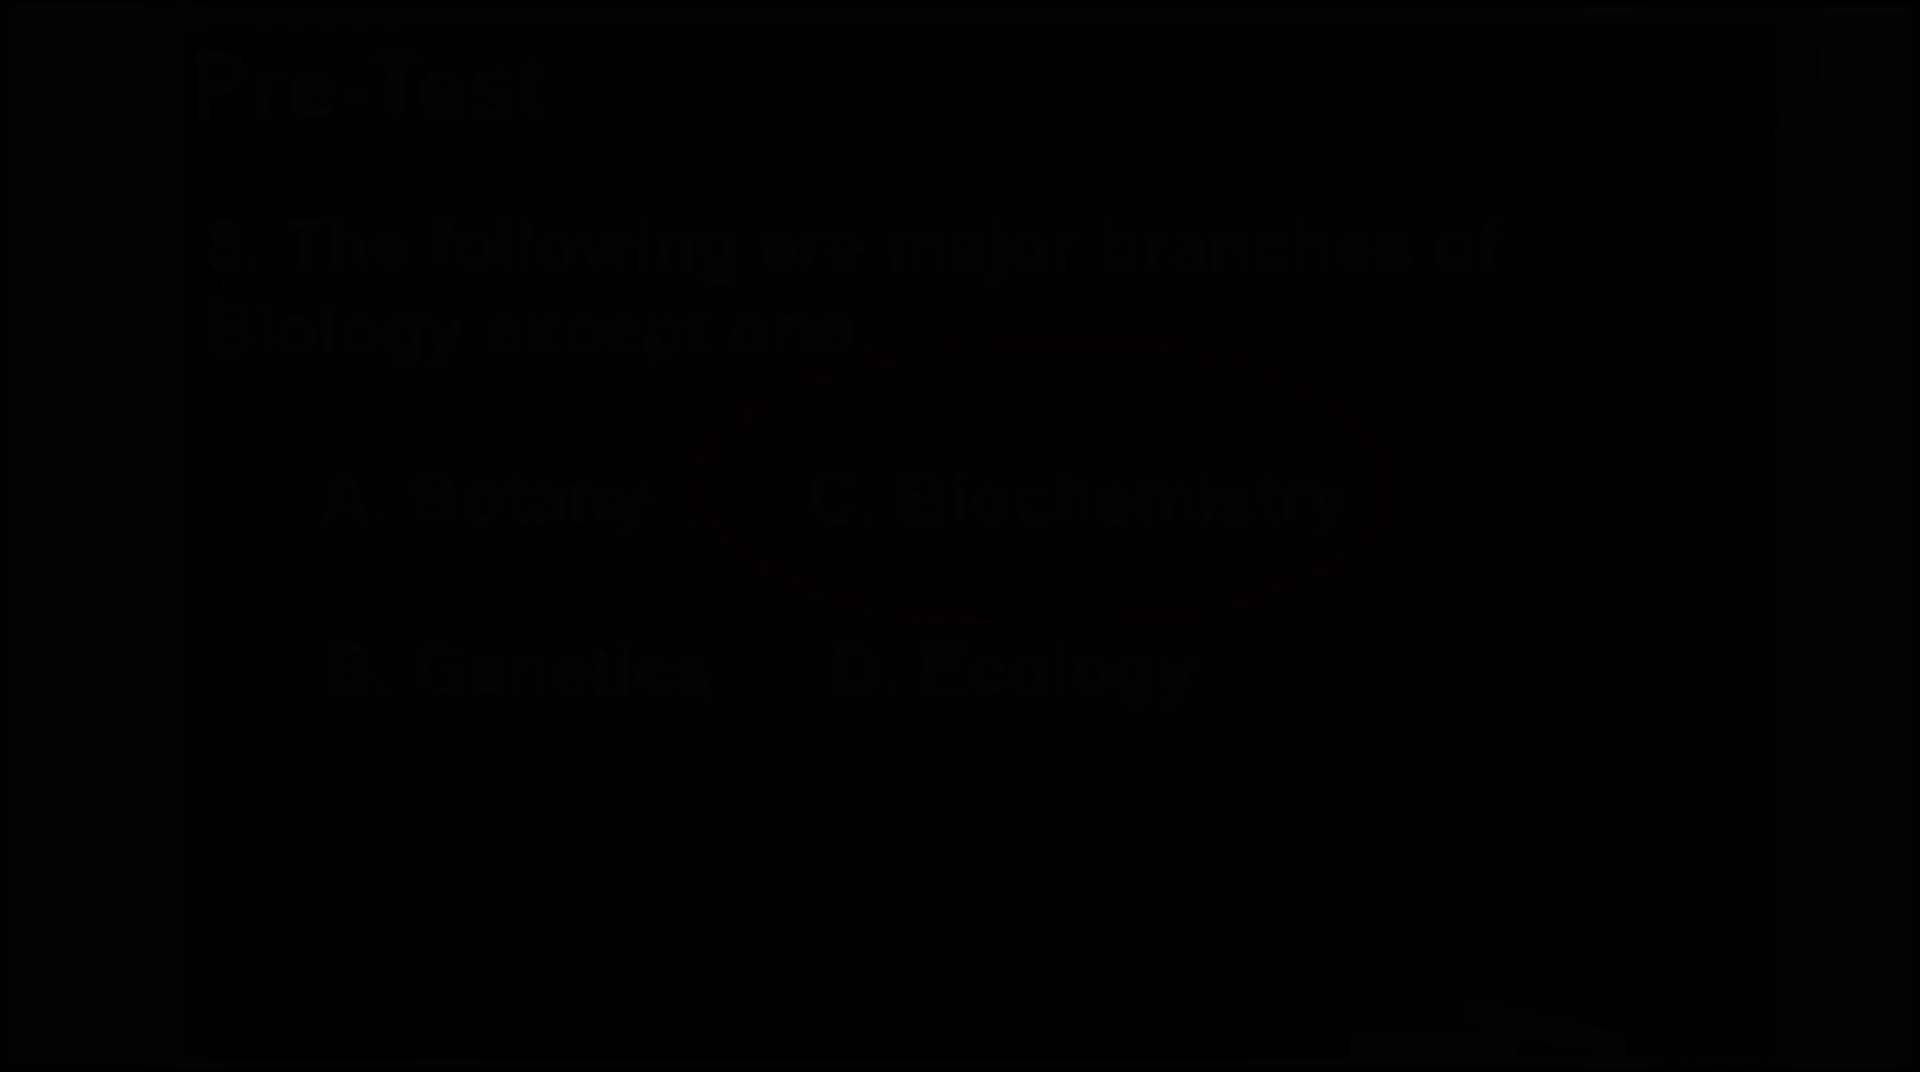 Pre-Test
5. The following are major branches of
Biology except one.
A. Botany
C. Biochemistry
B. Genetics
D. Ecology